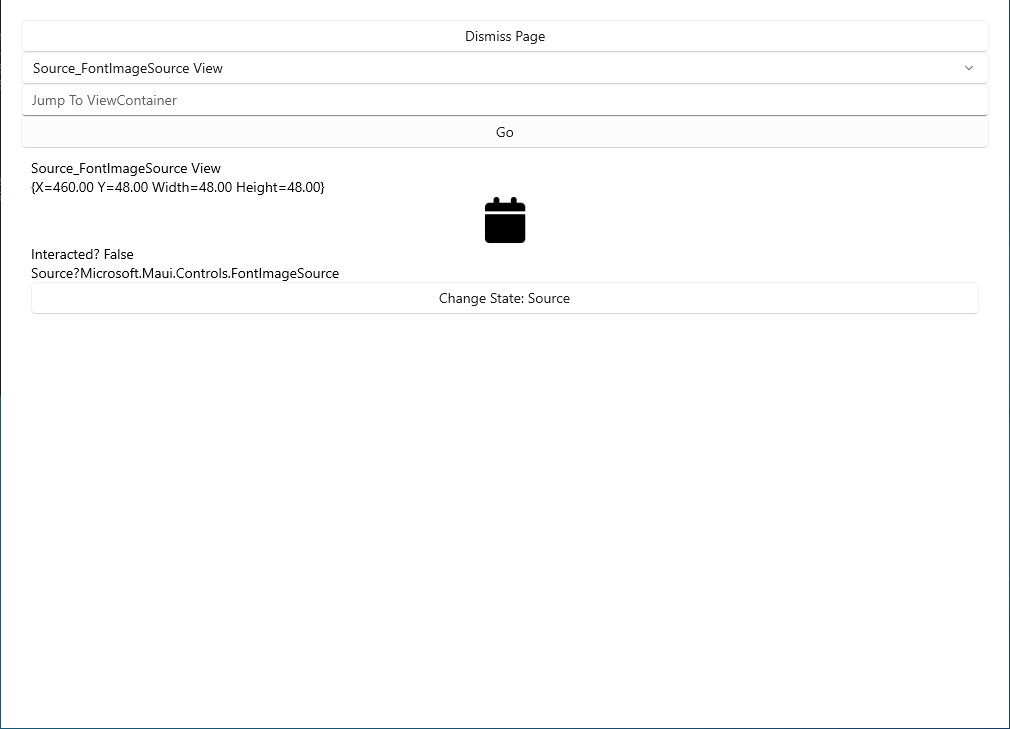 Dismiss Page
Source_FontImageSource View
Jump To ViewContainer
Go
Source_FontImageSource View
{X=460.00 Y=48.00 Width=48.00 Height=48.00}
Interacted? False
Source?Microsoft.Maui.Controls.FontImageSource
Change State: Source